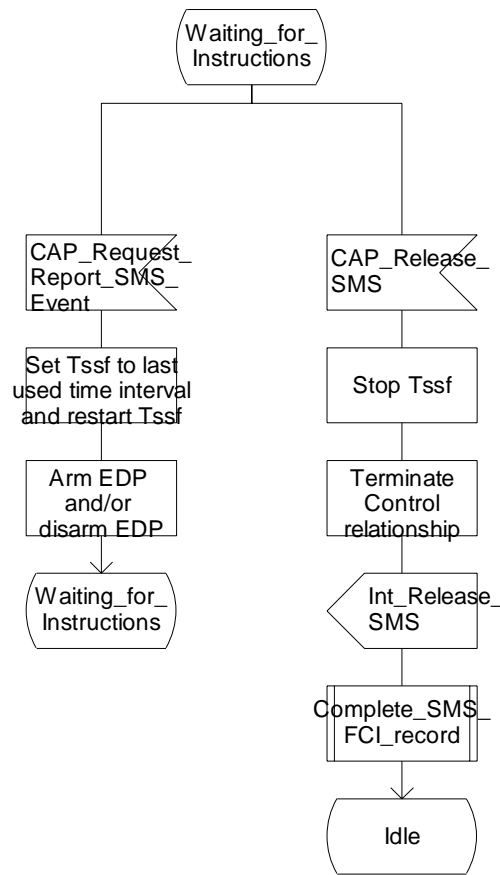 Waiting_for_
Instructions
CAP_Request_
Report_SMS_
Event
Set Tssf to last
used time interval
and restart Tssf
Arm EDP
and/or
disarm EDP
Waiting_for_
Instructions
CAP_Release_
SMS
Stop Tssf
Terminate
Control
relationship
Int_Release_
SMS
Complete_SMS_
FCI_record
Idle